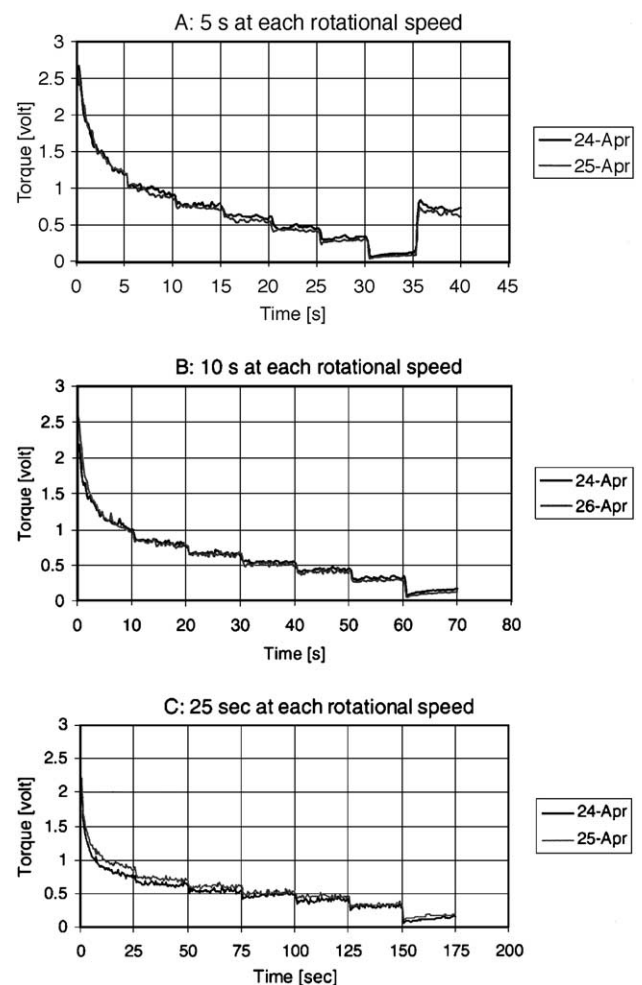 A: 5 s at each rotational speed
3
2.5
2
1.5
1
0.5
0
Torque [volt]
0 5 10 15 20 25 30 35 40 45
Time [s]
24-Apr
25-Apr
B: 10 s at each rotational speed
3
2.5
2
1.5
1
0.5
0
Torque [volt]
0 10 20 30 40 50 60 70 80
Time [s]
24-Apr
26-Apr
C: 25 sec at each rotational speed
3
2.5
2
1.5
1
0.5
0
Torque [volt]
0 25 50 75 100 125 150 175 200
Time [sec]
24-Apr
25-Apr